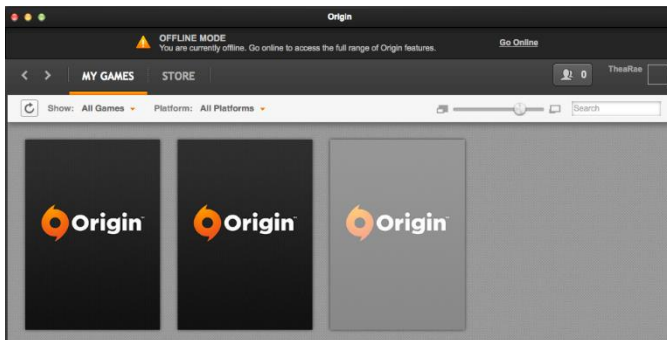 Origin
OFFLINE MODE
You are currently offline. Go online to access the full range of Origin features.
Go Online
MY GAMES
STORE
0
TheaRae
Show: All Games
Platform: All Platforms
Search
Origin
Origin
Origin